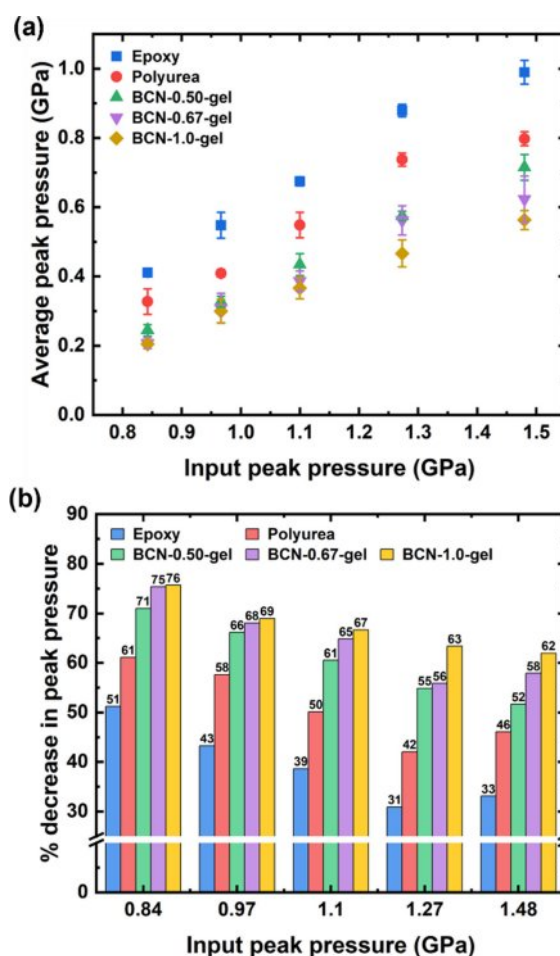 (a)
Average peak pressure (GPa)
1.0
0.8
0.6
0.4
0.2
0.0
Epoxy
Polyurea
BCN-0.50-gel
BCN-0.67-gel
BCN-1.0-gel
0.8 0.9 1.0 1.1 1.2 1.3 1.4 1.5
Input peak pressure (GPa)
(b)
% decrease in peak pressure
90
80
70
60
50
40
30
0
Epoxy Polyurea
BCN-0.50-gel BCN-0.67-gel BCN-1.0-gel
51 61 71 75 76
43 58 66 68 69
39 50 61 65 67
31 42 55 56 63
33 46 52 58 62
0.84 0.97 1.1 1.27 1.48
Input peak pressure (GPa)